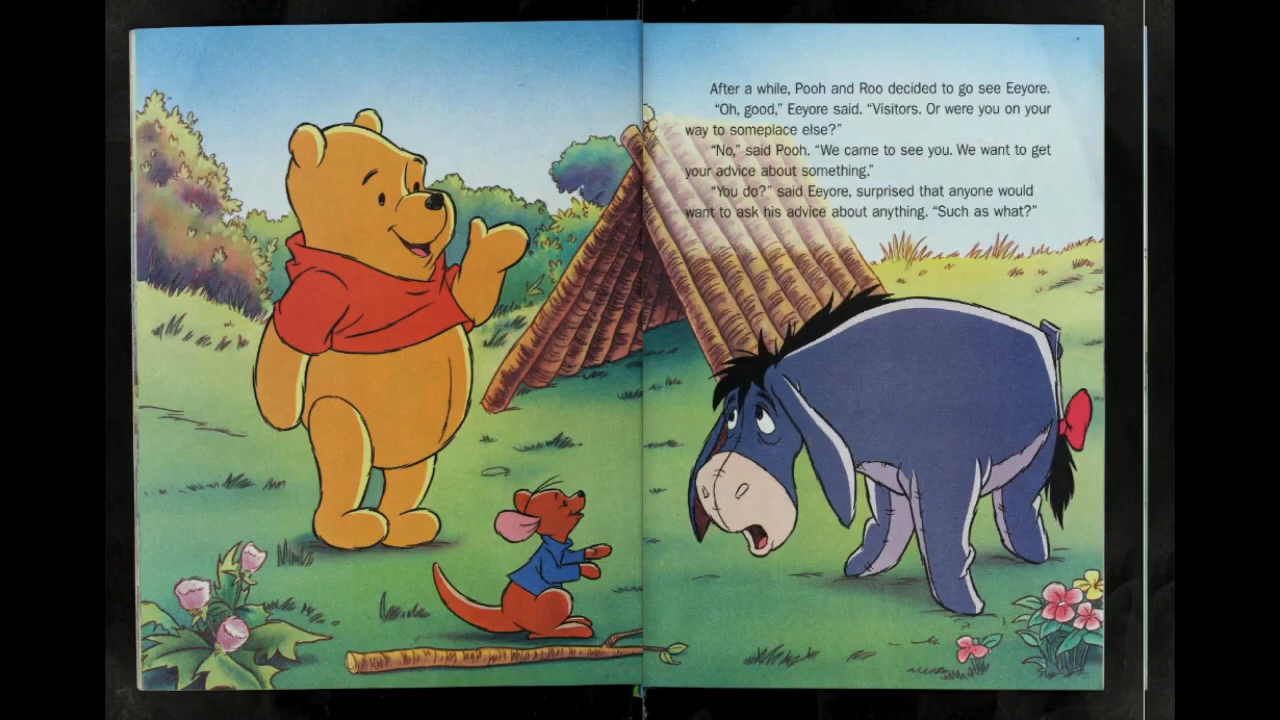 After a while, Pooh and Roo decided to go see Eeyore.
“Oh, good,” Eeyore said. “Visitors. Or were you on your
way to someplace else?”
“No,” said Pooh. “We came to see you. We want to get
your advice about something.”
“You do?” said Eeyore, surprised that anyone would
want to ask his advice about anything. “Such as what?”